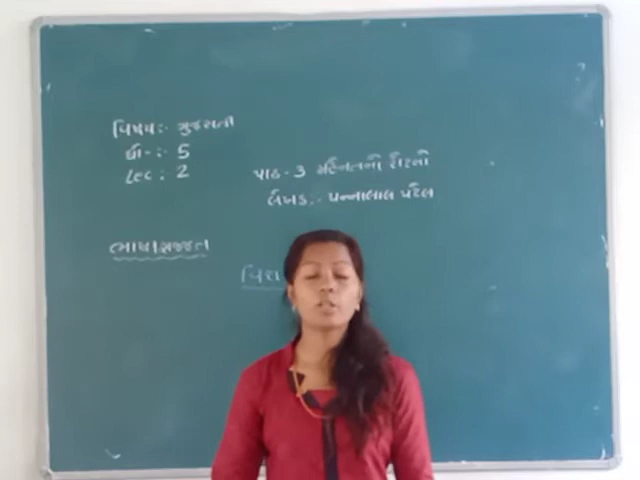 વિષય:- ગુજરાતી
ધો-:- 5
Lec: 2
પાઠ - 3 મહેનતનો રોટલો
લેખક:- પન્નાલાલ પટેલ
ભાષાસજ્જતા